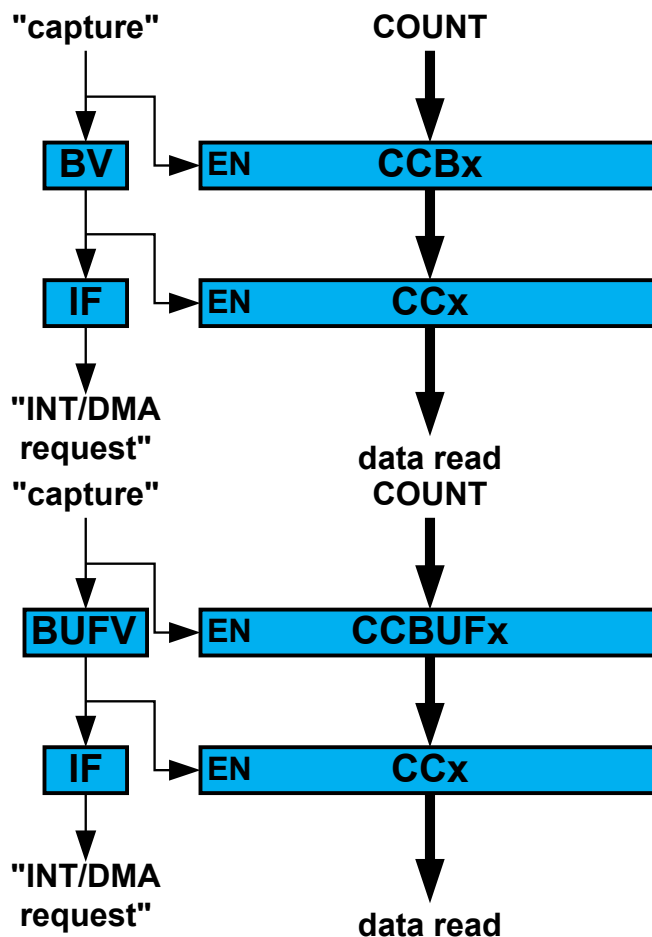 "capture" COUNT
BV EN CCBx
IF EN CCx
"INT/DMA
request"
data read
"capture" COUNT
BUFV EN CCBUFx
IF EN CCx
"INT/DMA
request"
data read